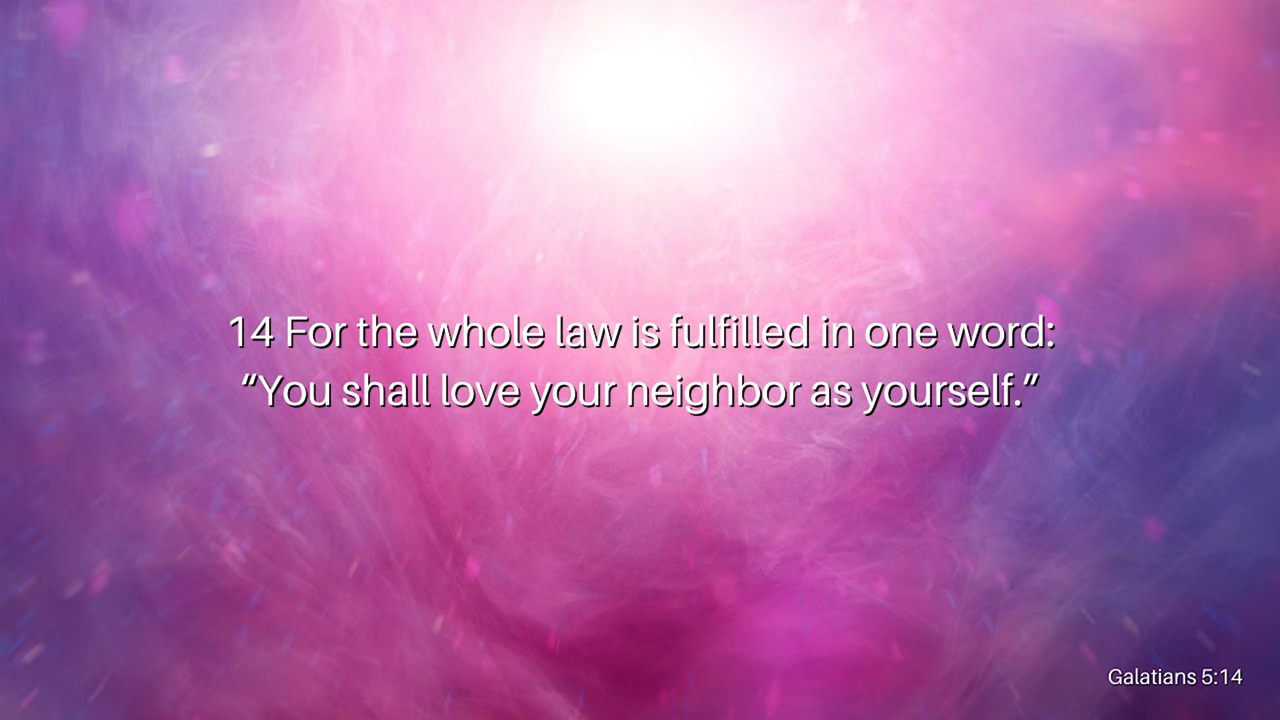 14 For the whole law is fulfilled in one word:
“You shall love your neighbor as yourself.”
Galatians 5:14